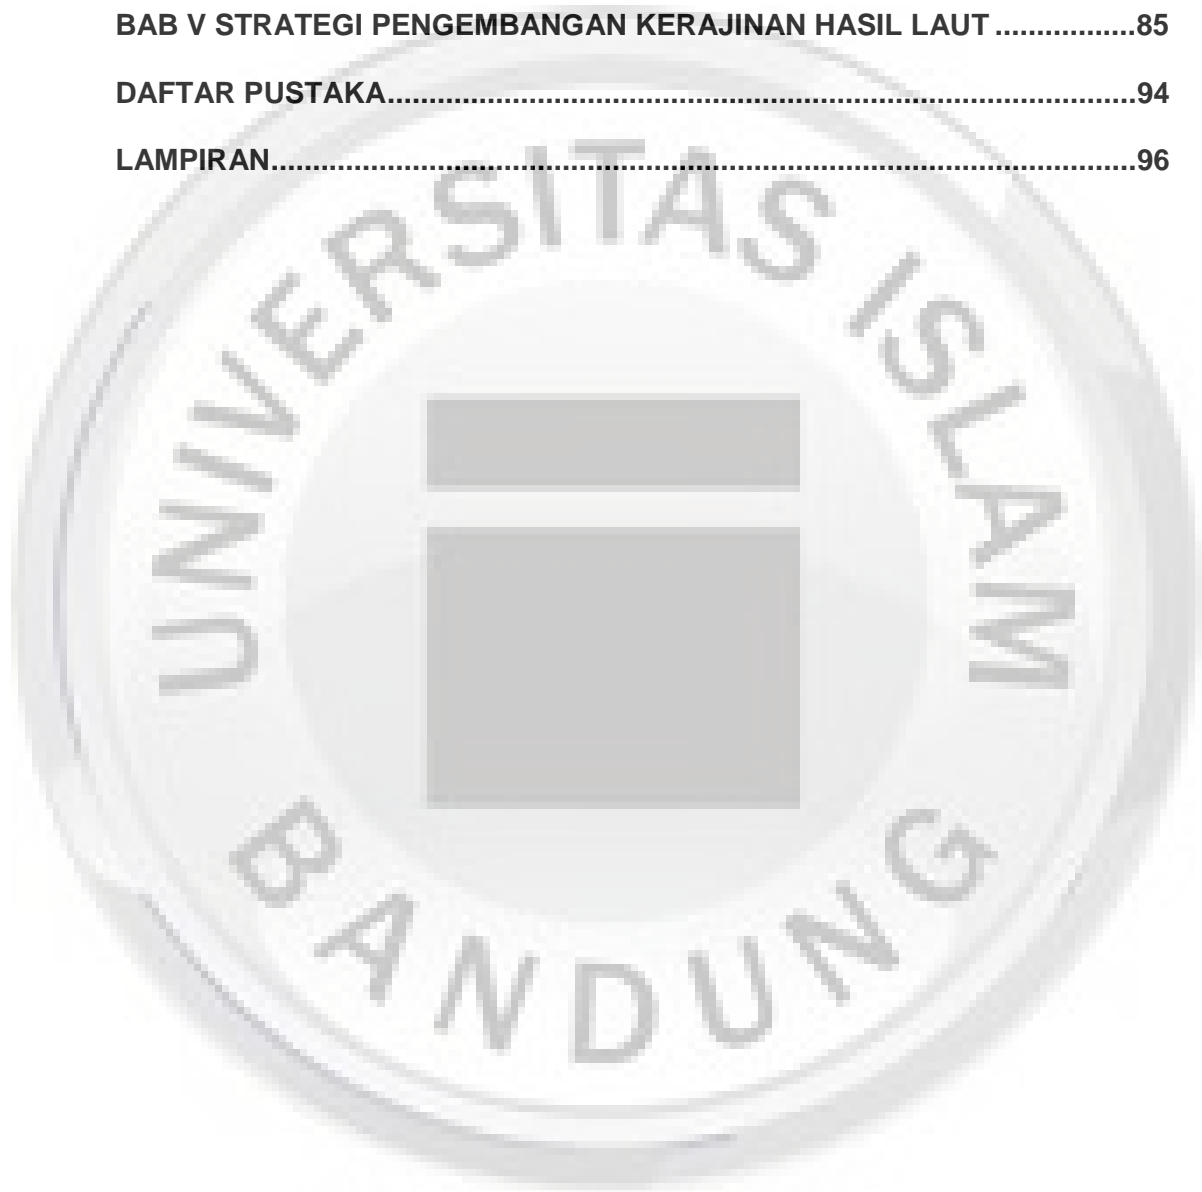 BAB V STRATEGI PENGEMBANGAN KERAJINAN HASIL LAUT .................85
DAFTAR PUSTAKA..........................................................................................94
LAMPIRAN........................................................................................................96
UNIVERSITAS ISLAM
BANDUNG